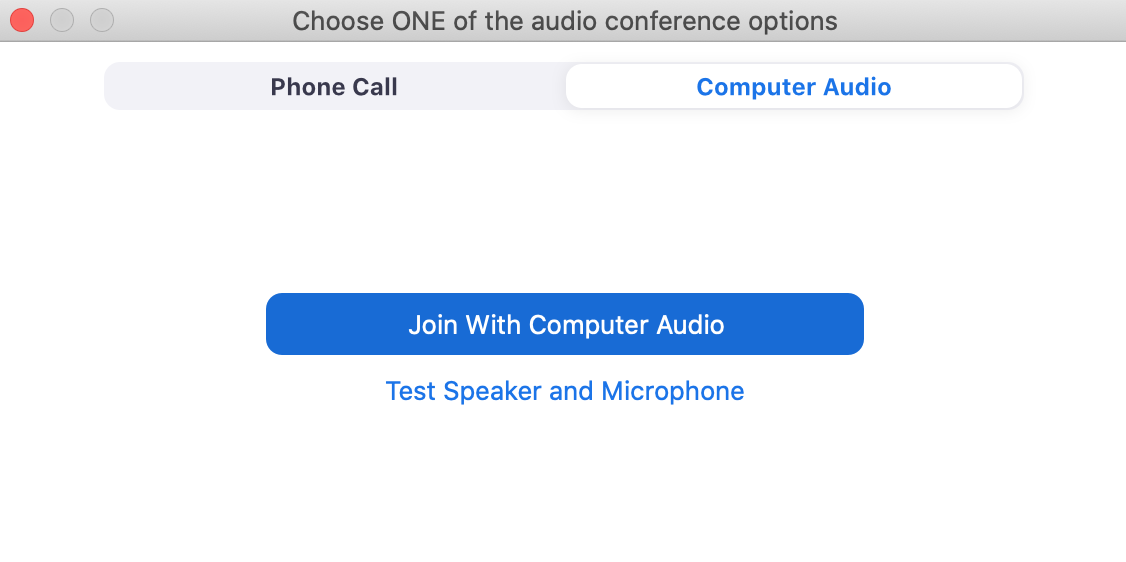 Choose ONE of the audio conference options
Phone Call
Computer Audio
Join With Computer Audio
Test Speaker and Microphone